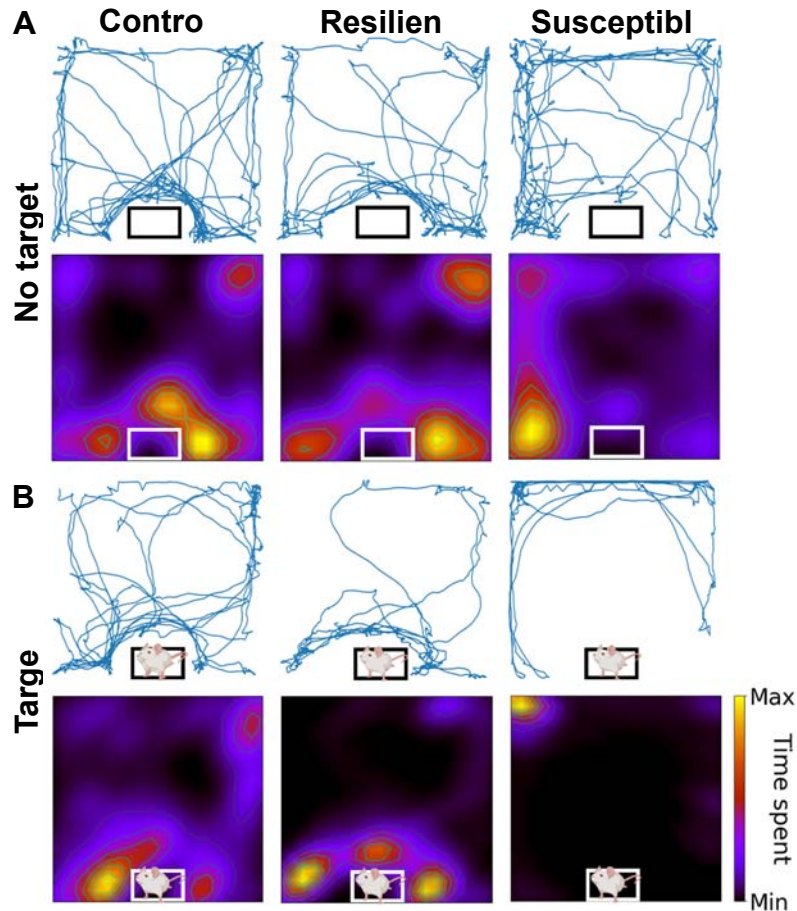 A
Contro
Resilien
Susceptibl
No target
B
Targe
Max
Time spent
Min